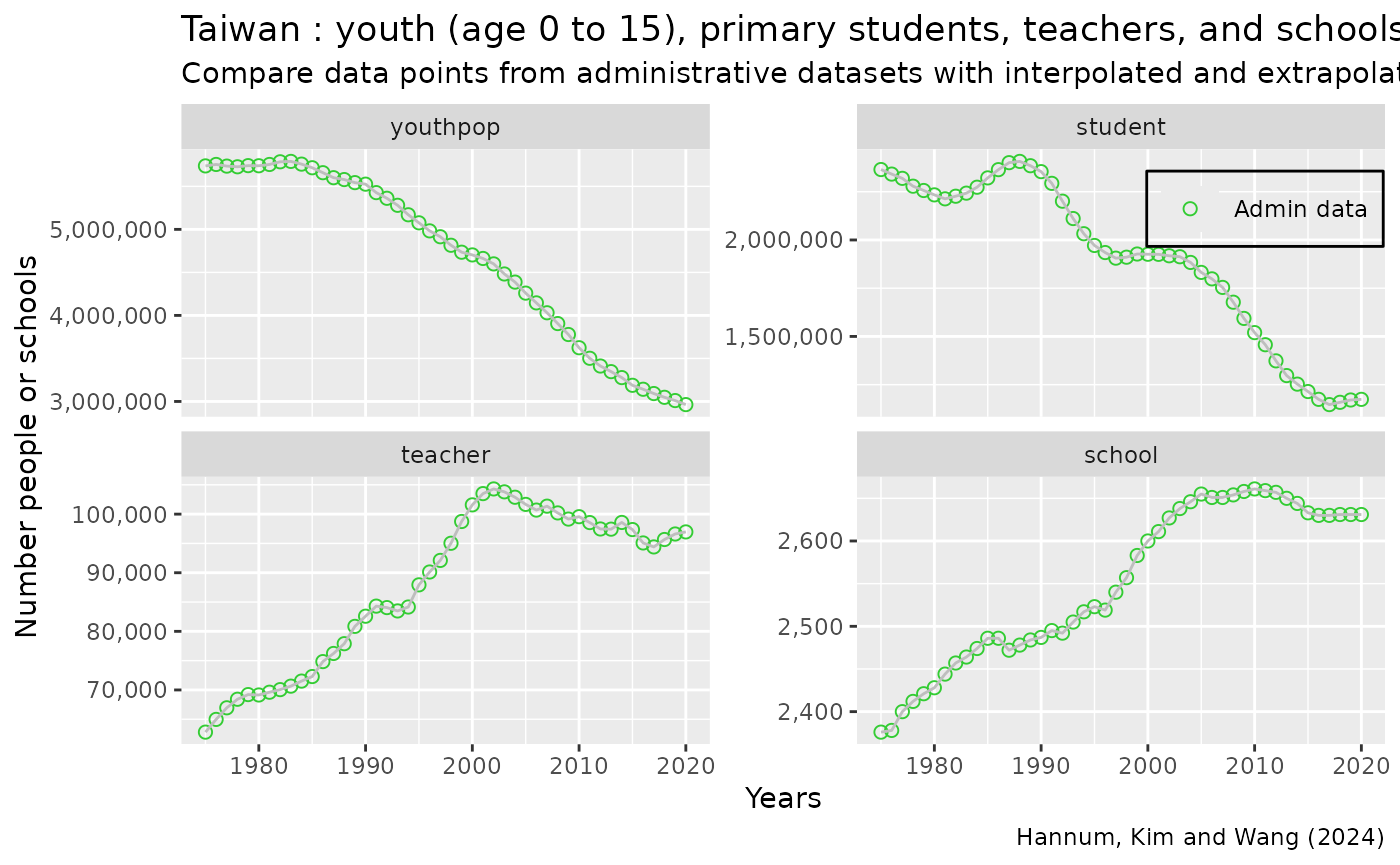 Taiwan : youth (age 0 to 15), primary students, teachers, and schools
Compare data points from administrative datasets with interpolated and
youthpop
student
Number people or schools
5,000,000
4,000,000
3,000,000
2,000,000
1,500,000
Admin data
teacher
school
100,000
90,000
80,000
70,000
2,600
2,500
2,400
1980 1990 2000 2010 2020
1980 1990 2000 2010 2020
Years
Hannum, Kim and Wang (2024)